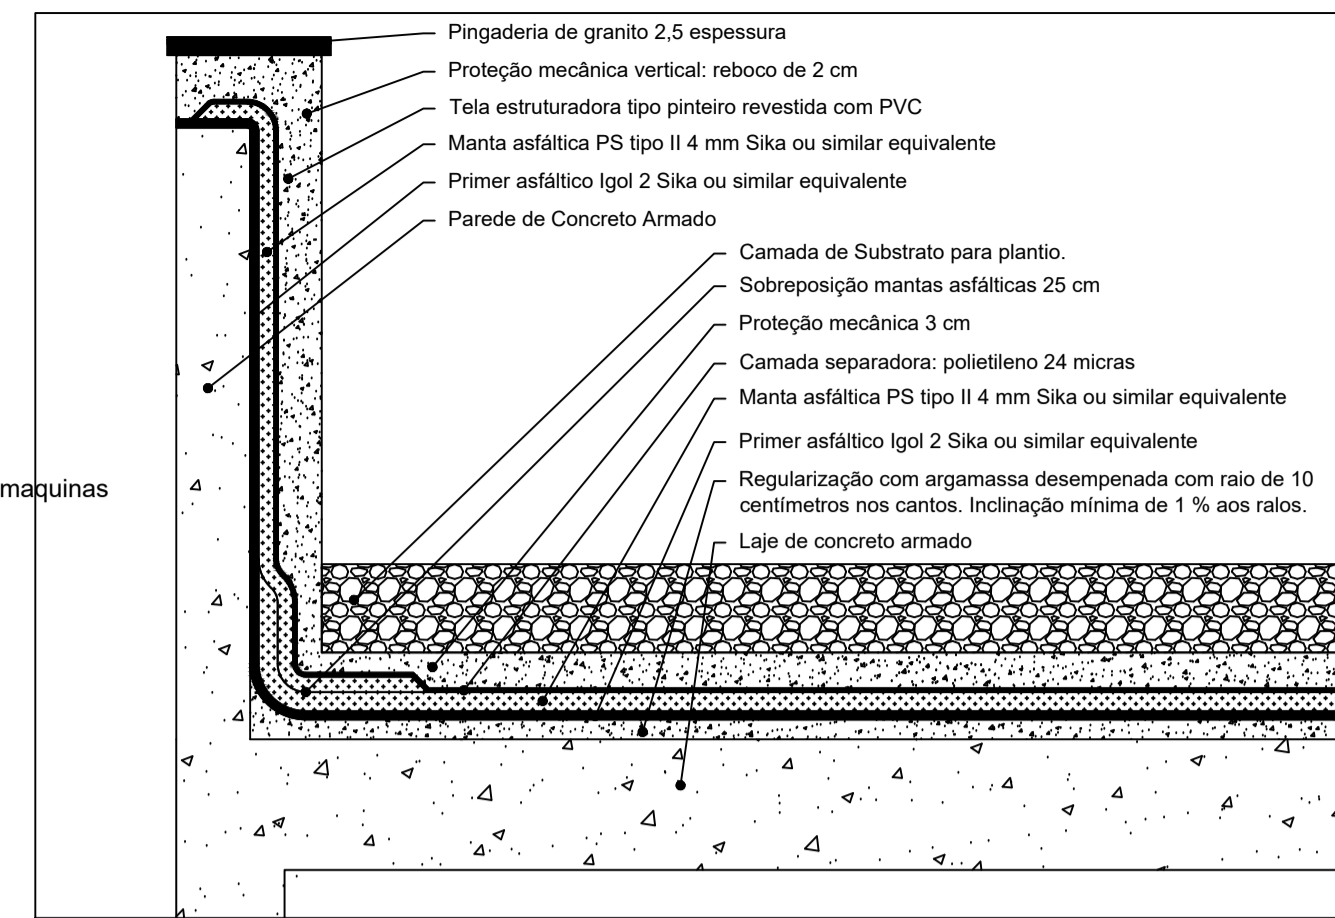 Pingaderia de granito 2,5 espessura
Proteção mecânica vertical: reboco de 2 cm
Tela estruturadora tipo pinteiro revestida com PVC
Manta asfáltica PS tipo II 4 mm Sika ou similar equivalente
Primer asfáltico Igol 2 Sika ou similar equivalente
Parede de Concreto Armado
Camada de Substrato para plantio.
Sobreposição mantas asfálticas 25 cm
Proteção mecânica 3 cm
Camada separadora: polietileno 24 micras
Manta asfáltica PS tipo II 4 mm Sika ou similar equivalente
Primer asfáltico Igol 2 Sika ou similar equivalente
Regularização com argamassa desempenada com raio de 10
centímetros nos cantos. Inclinação mínima de 1 % aos ralos.
Laje de concreto armado
maquinas